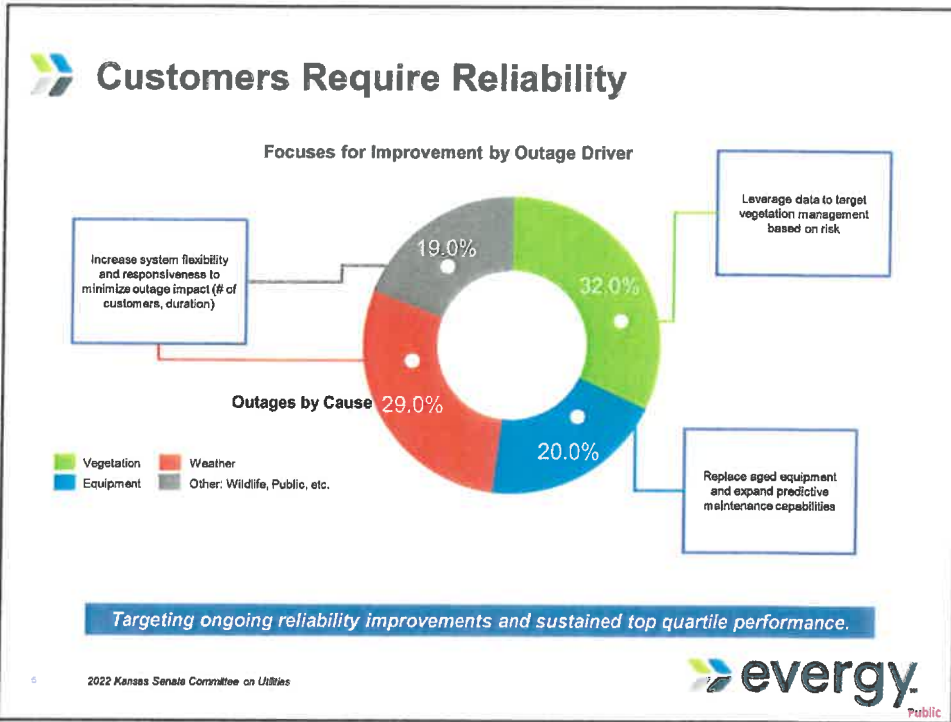 Customers Require Reliability
Focuses for Improvement by Outage Driver
Leverage data to target
vegetation management
based on risk
Increase system flexibility
and responsiveness to
minimize outage impact (# of
customers, duration)
19.0%
32.0%
Outages by Cause
29.0%
20.0%
Vegetation
Weather
Equipment
Other: Wildlife, Public, etc.
Replace aged equipment
and expand predictive
maintenance capabilities
Targeting ongoing reliability improvements and sustained top quartile performance.
2022 Kansas Senate Committee on Utilities
evergy
Public